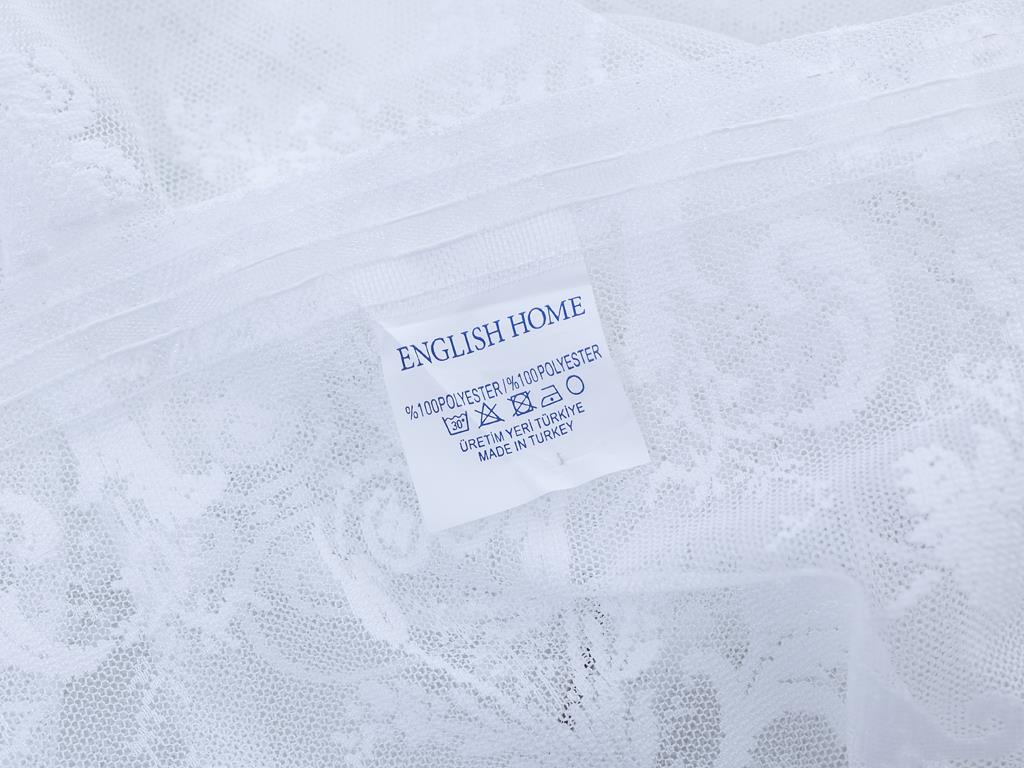 ENGLISH HOME
%100POLYESTER/%100POLYESTER
30°
ÜRETİM YERİ TÜRKİYE
MADE IN TURKEY